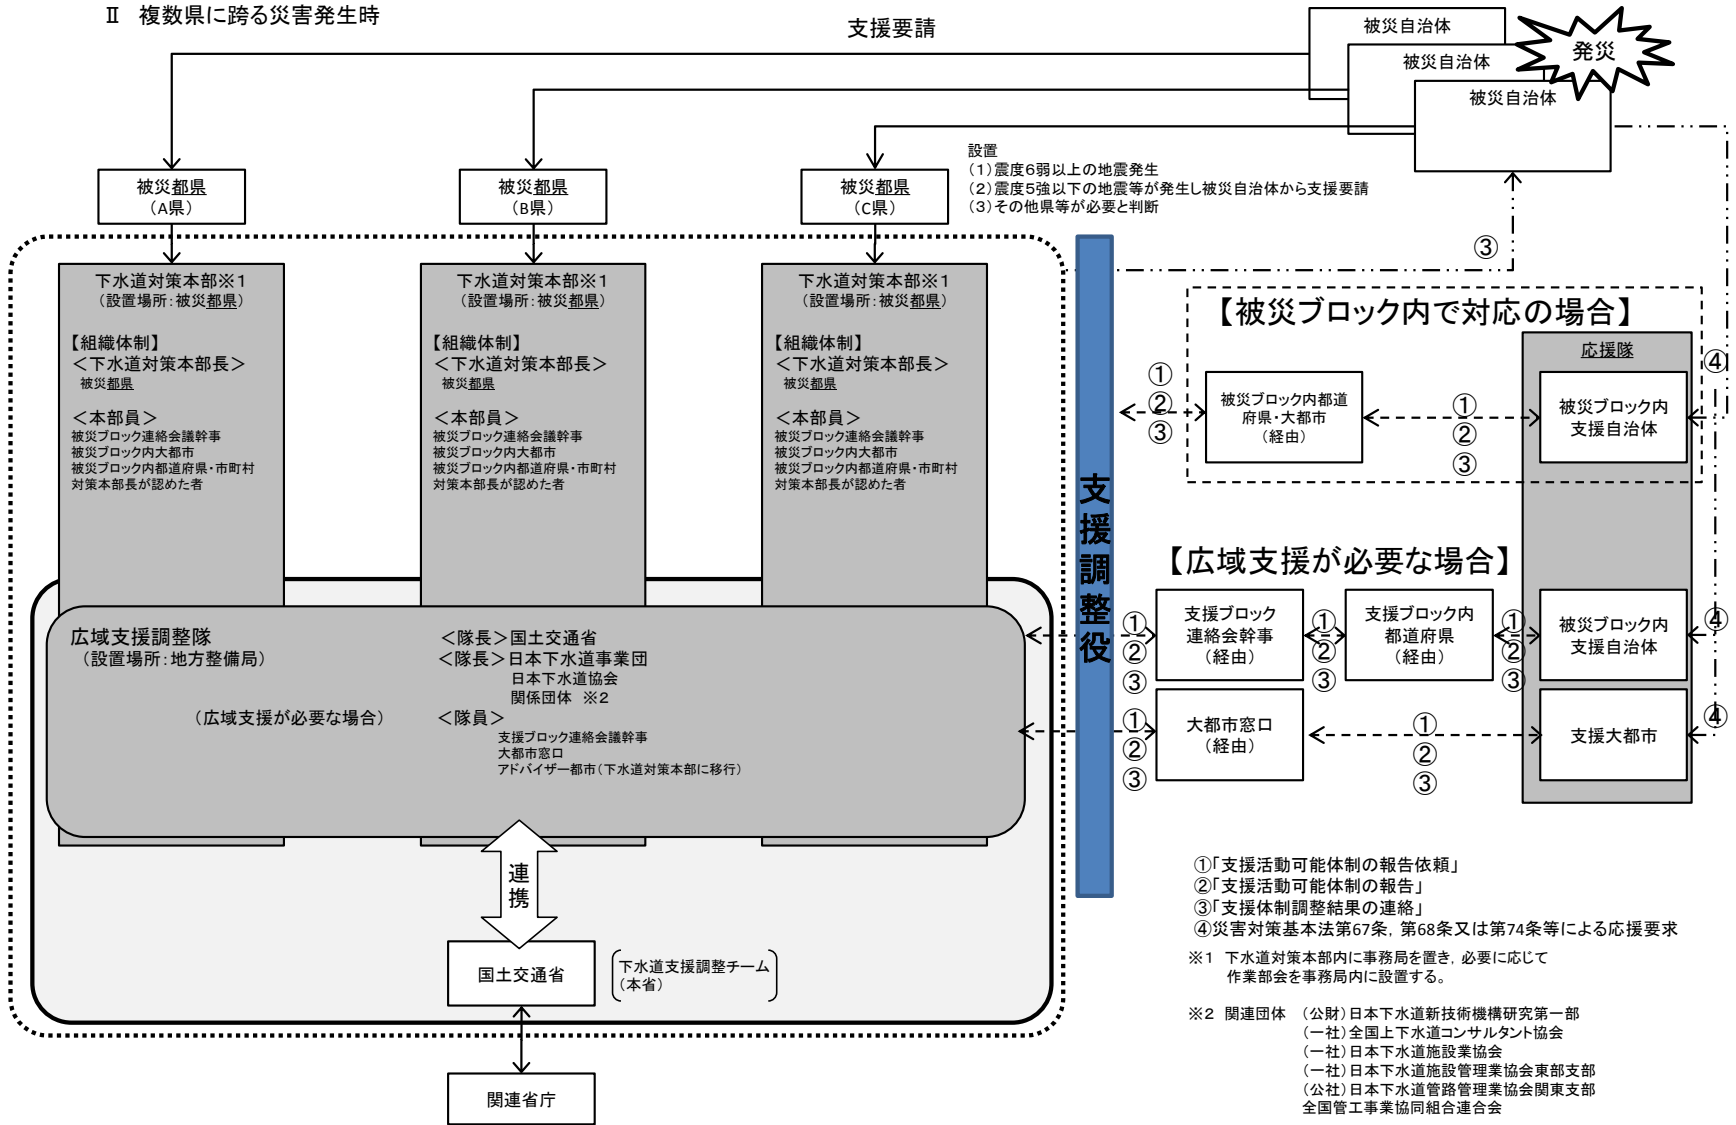 Ⅱ 複数県に跨る災害発生時
支援要請
被災自治体
被災自治体
被災自治体
発災
被災都県
(A県)
被災都県
(B県)
被災都県
(C県)
設置
(1)震度6弱以上の地震発生
(2)震度5強以下の地震等が発生し被災自治体から支援要請
(3)その他県等が必要と判断
③
下水道対策本部※1
(設置場所:被災都県)
【組織体制】
<下水道対策本部長>
被災都県
<本部員>
被災ブロック連絡会議幹事
被災ブロック内大都市
被災ブロック内都道府県・市町村
対策本部長が認めた者
下水道対策本部※1
(設置場所:被災都県)
【組織体制】
<下水道対策本部長>
被災都県
<本部員>
被災ブロック連絡会議幹事
被災ブロック内大都市
被災ブロック内都道府県・市町村
対策本部長が認めた者
下水道対策本部※1
(設置場所:被災都県)
【組織体制】
<下水道対策本部長>
被災都県
<本部員>
被災ブロック連絡会議幹事
被災ブロック内大都市
被災ブロック内都道府県・市町村
対策本部長が認めた者
支援調整役
【被災ブロック内で対応の場合】
応援隊
①
②
③
被災ブロック内都道
府県・大都市
(経由)
①
②
③
被災ブロック内
支援自治体
④
【広域支援が必要な場合】
①
②
③
支援ブロック
連絡会幹事
(経由)
①
②
③
支援ブロック内
都道府県
(経由)
①
②
③
被災ブロック内
支援自治体
④
①
②
③
大都市窓口
(経由)
①
②
③
支援大都市
④
広域支援調整隊
(設置場所:地方整備局)
(広域支援が必要な場合)
<隊長>国土交通省
<隊長>日本下水道事業団
日本下水道協会
関係団体 ※2
<隊員>
支援ブロック連絡会議幹事
大都市窓口
アドバイザー都市(下水道対策本部に移行)
連携
国土交通省
下水道支援調整チーム
(本省)
関連省庁
①「支援活動可能体制の報告依頼」
②「支援活動可能体制の報告」
③「支援体制調整結果の連絡」
④災害対策基本法第67条,第68条又は第74条等による応援要求
※1 下水道対策本部内に事務局を置き,必要に応じて
作業部会を事務局内に設置する。
※2 関連団体 (公財)日本下水道新技術機構研究第一部
(一社)全国上下水道コンサルタント協会
(一社)日本下水道施設業協会
(一社)日本下水道施設管理業協会東部支部
(公社)日本下水道管路管理業協会関東支部
全国管工事業協同組合連合会